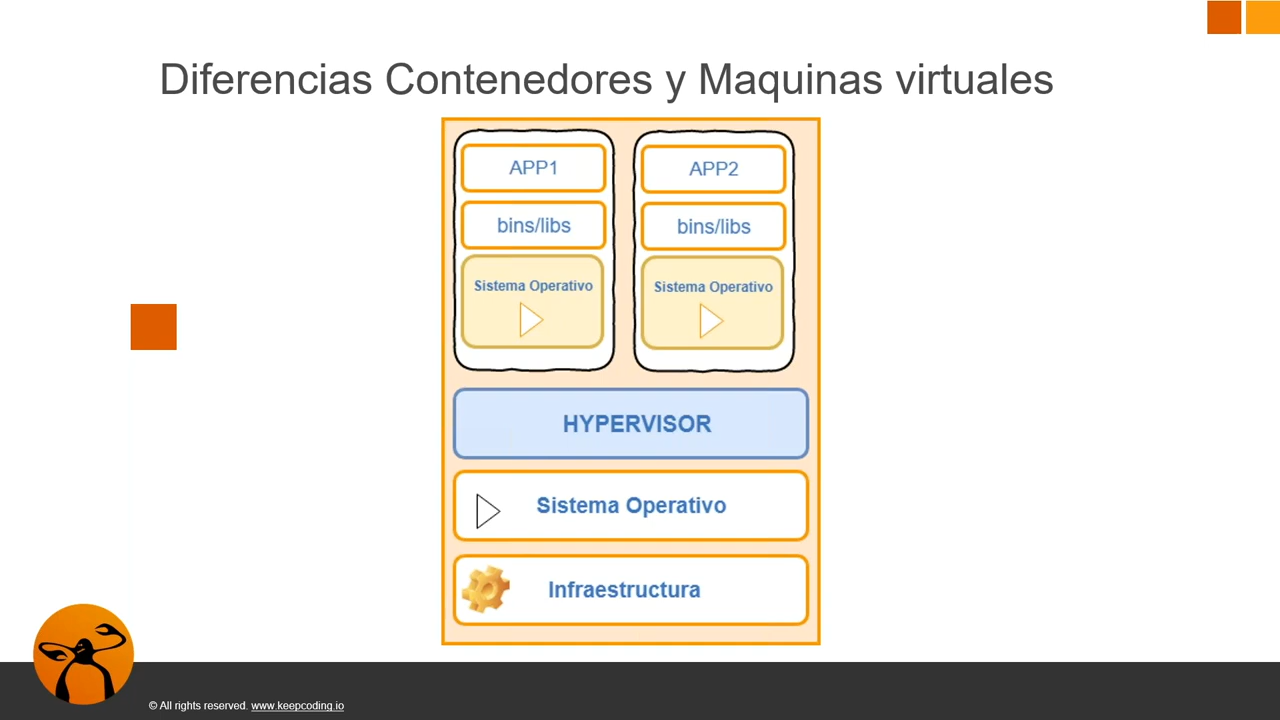 Diferencias Contenedores y Maquinas virtuales
APP1
bins/libs
Sistema Operativo
APP2
bins/libs
Sistema Operativo
HYPERVISOR
Sistema Operativo
Infraestructura
© All rights reserved. www.keepcoding.io